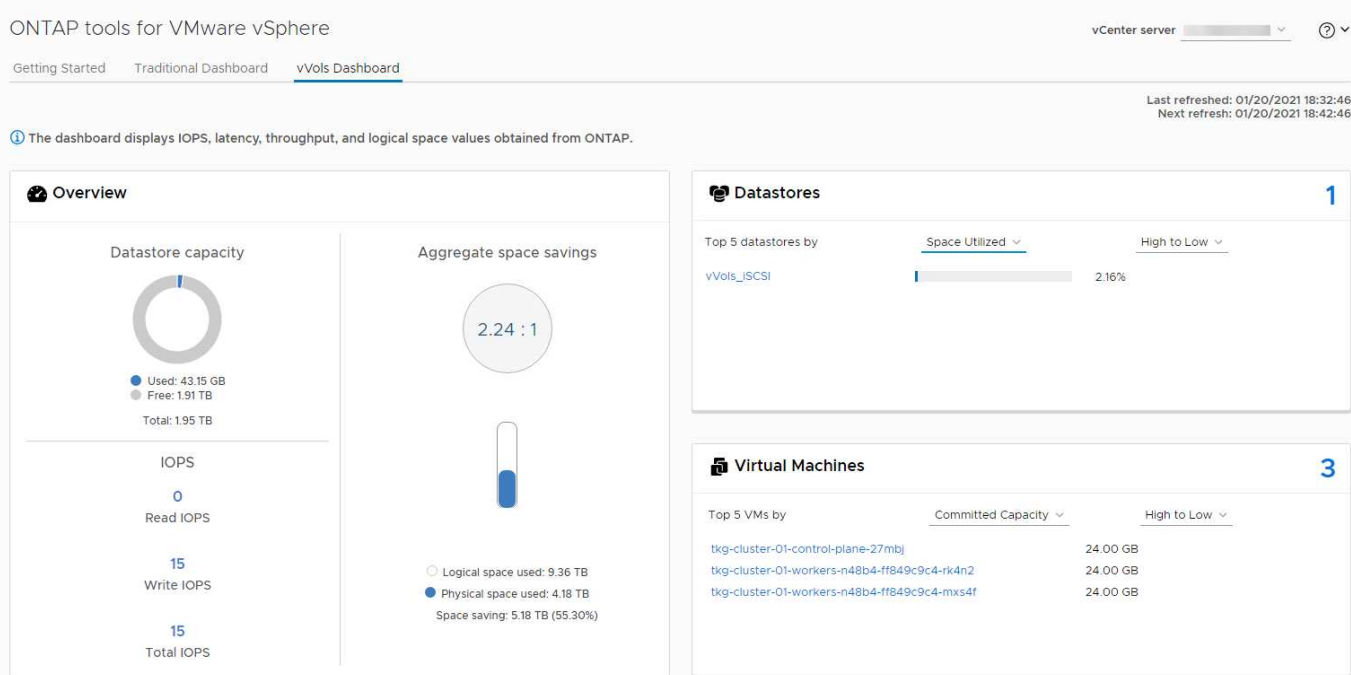 ONTAP tools for VMware vSphere
vCenter server
Getting Started Traditional Dashboard vVols Dashboard
Last refreshed: 01/20/2021 18:32:46
Next refresh: 01/20/2021 18:42:46
The dashboard displays IOPS, latency, throughput, and logical space values obtained from ONTAP.
Overview
Datastore capacity
Used: 43.15 GB
Free: 1.91 TB
Total: 1.95 TB
IOPS
0
Read IOPS
15
Write IOPS
15
Total IOPS
Aggregate space savings
2.24 : 1
Logical space used: 9.36 TB
Physical space used: 4.18 TB
Space saving: 5.18 TB (55.30%)
Datastores 1
Top 5 datastores by Space Utilized High to Low
vVols_iSCSI 2.16%
Virtual Machines 3
Top 5 VMs by Committed Capacity High to Low
tkg-cluster-01-control-plane-27mbj 24.00 GB
tkg-cluster-01-workers-n48b4-ff849c9c4-rk4n2 24.00 GB
tkg-cluster-01-workers-n48b4-ff849c9c4-mxs4f 24.00 GB